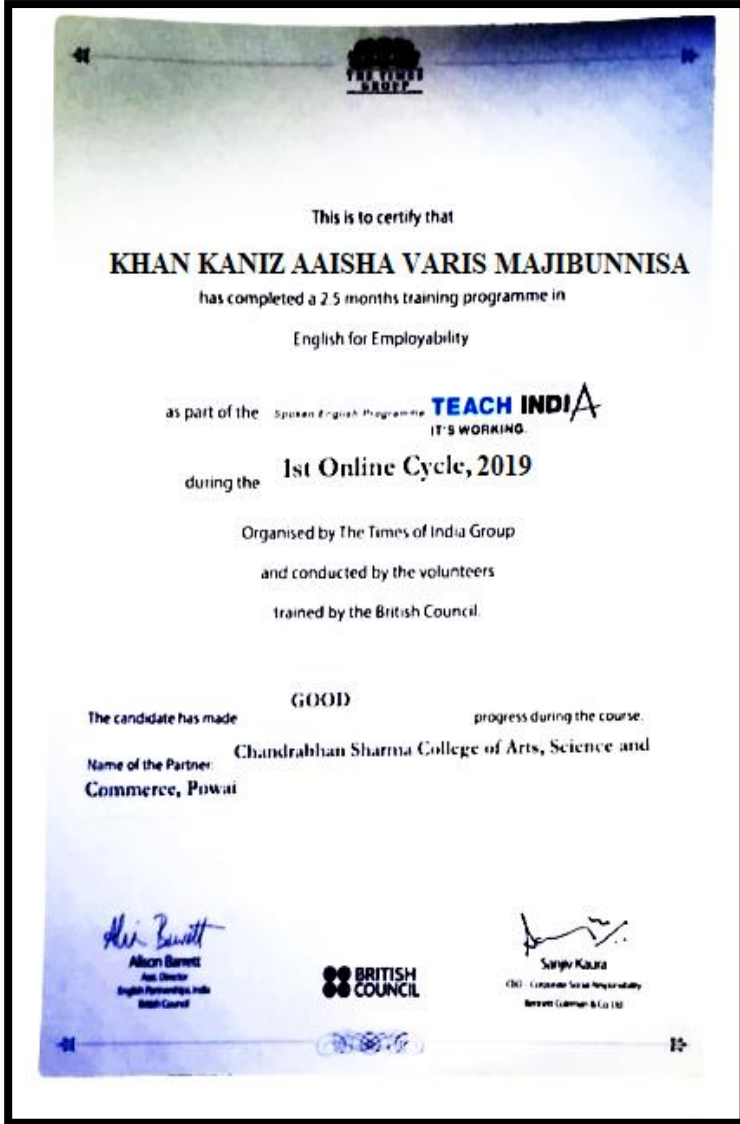 THE TIMES
GROUP
This is to certify that
KHAN KANIZ AAISHA VARIS MAJIBUNNISA
has completed a 2.5 months training programme in
English for Employability
as part of the Spoken English Programme TEACH INDIA
IT'S WORKING.
during the 1st Online Cycle, 2019
Organised by The Times of India Group
and conducted by the volunteers
trained by the British Council.
The candidate has made GOOD progress during the course.
Name of the Partner: Chandrabhan Sharma College of Arts, Science and
Commerce, Powai
Alison Barrett
Asst. Director
English Partnerships, India
British Council
BRITISH
COUNCIL
Sanjiv Kaura
CSO - Corporate Social Responsibility
Bennett Coleman & Co Ltd